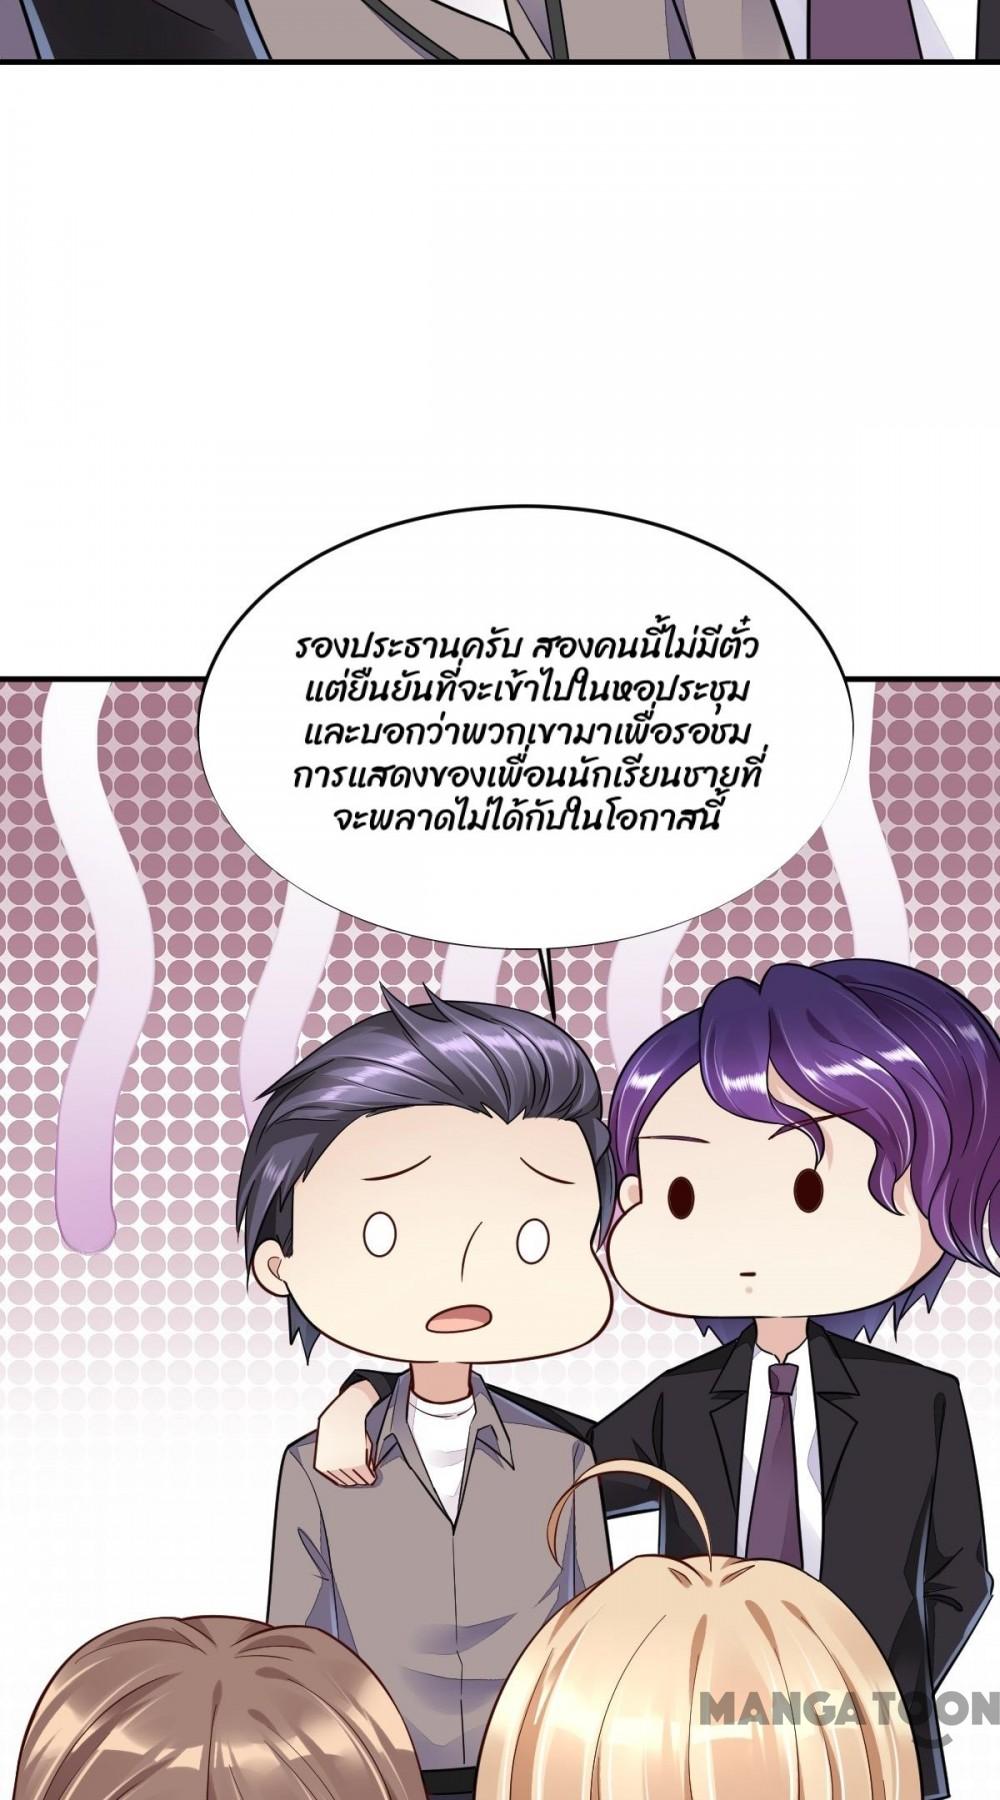 รองประธานครับ สองคนนี้ไม่มีตั๋ว
แต่ยืนยันที่จะเข้าไปในหอประชุม
และบอกว่าพวกเขามาเพื่อรอชม
การแสดงของเพื่อนนักเรียนชายที่
จะพลาดไม่ได้กับในโอกาสนี้
MANGATOON